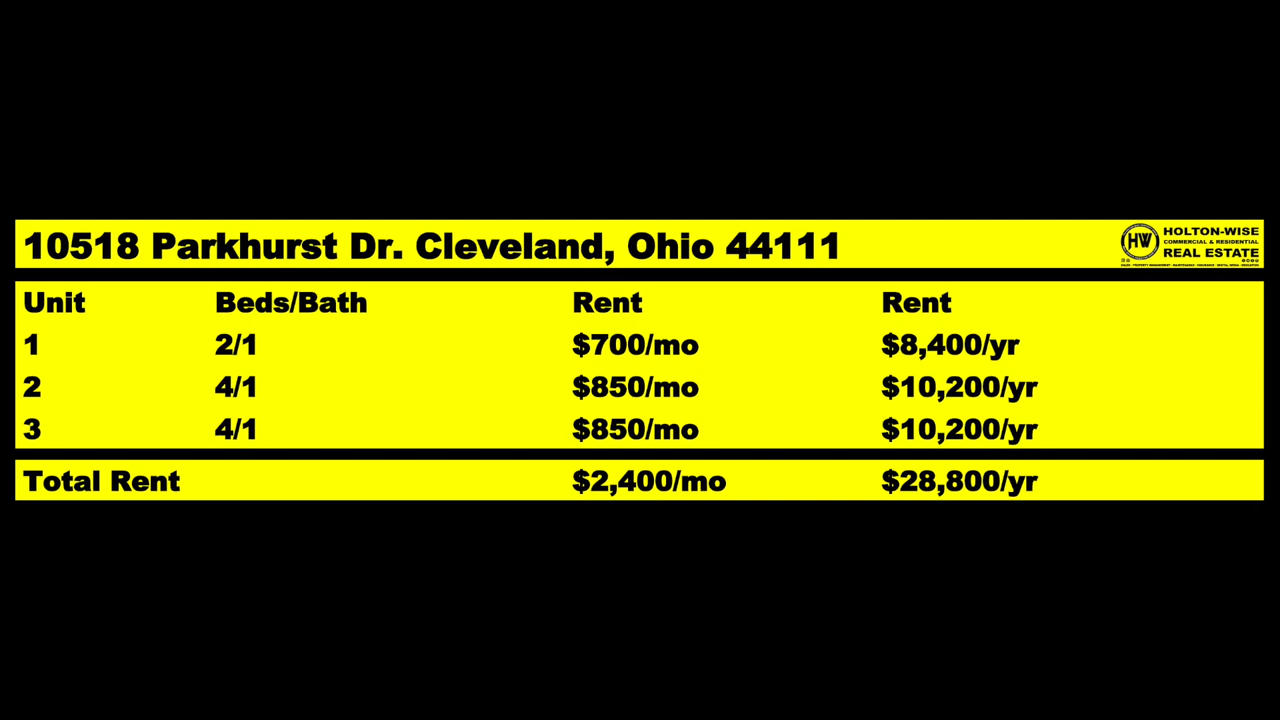 10518 Parkhurst Dr. Cleveland, Ohio 44111
HW
HOLTON-WISE
COMMERCIAL & RESIDENTIAL
REAL ESTATE
Unit Beds/Bath Rent Rent
1 2/1 $700/mo $8,400/yr
2 4/1 $850/mo $10,200/yr
3 4/1 $850/mo $10,200/yr
Total Rent $2,400/mo $28,800/yr